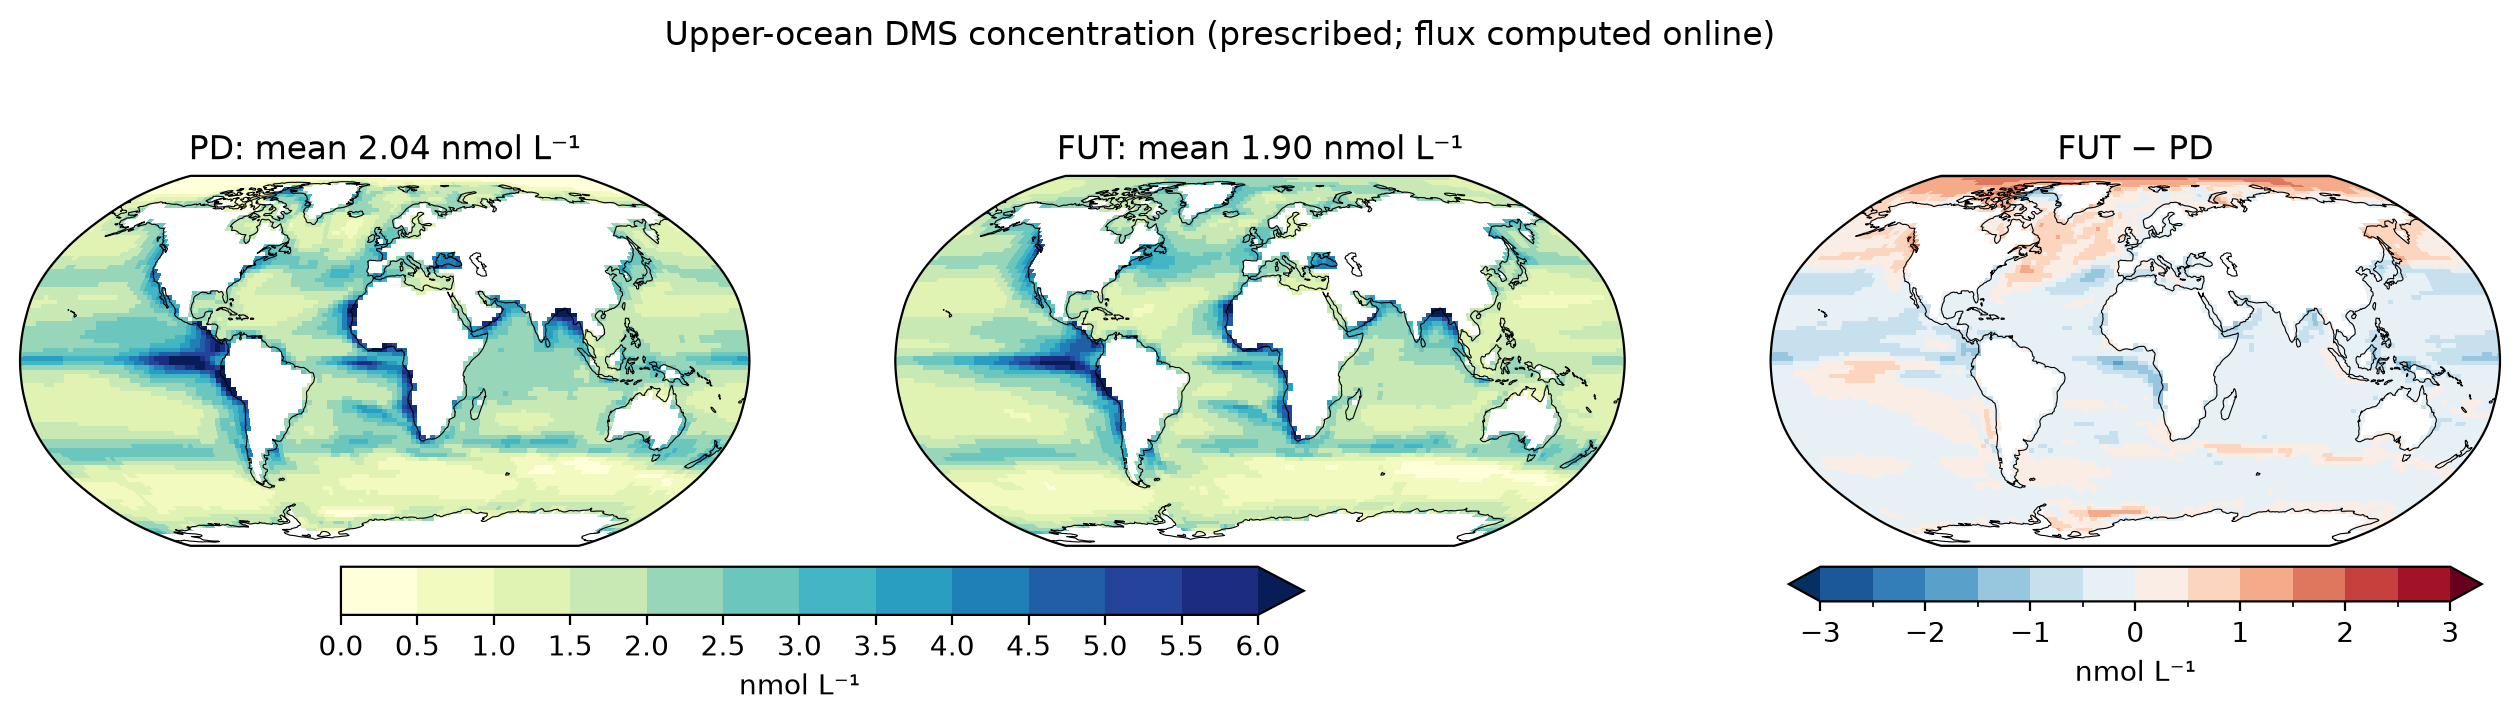 Upper-ocean DMS concentration (prescribed; flux computed online)
PD: mean 2.04 nmol L⁻¹
FUT: mean 1.90 nmol L⁻¹
FUT − PD
0.0 0.5 1.0 1.5 2.0 2.5 3.0 3.5 4.0 4.5 5.0 5.5 6.0
nmol L⁻¹
−3 −2 −1 0 1 2 3
nmol L⁻¹